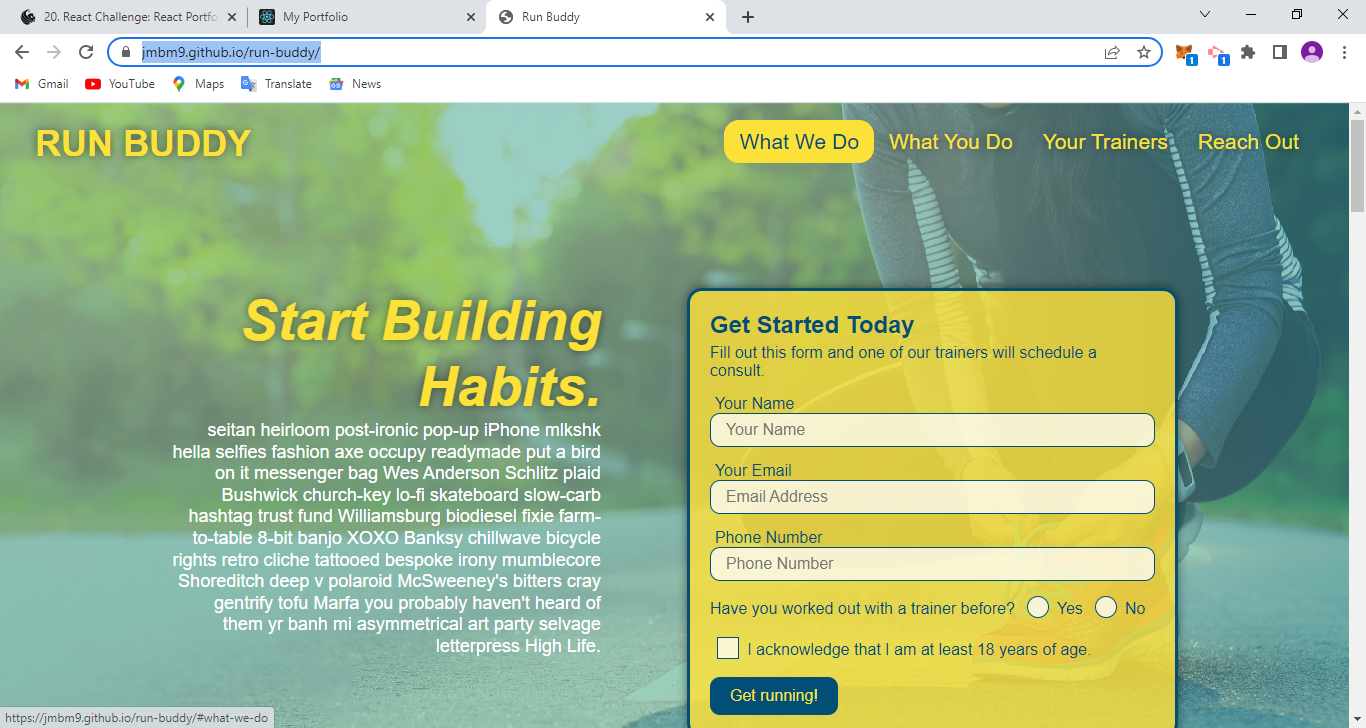 20. React Challenge: React Portfo
My Portfolio
Run Buddy
jmbm9.github.io/run-buddy/
1
1
Gmail
YouTube
Maps
Translate
News
RUN BUDDY
What We Do
What You Do
Your Trainers
Reach Out
Start Building
Habits.
seitan heirloom post-ironic pop-up iPhone mlkshk
hella selfies fashion axe occupy readymade put a bird
on it messenger bag Wes Anderson Schlitz plaid
Bushwick church-key lo-fi skateboard slow-carb
hashtag trust fund Williamsburg biodiesel fixie farm-
to-table 8-bit banjo XOXO Banksy chillwave bicycle
rights retro cliche tattooed bespoke irony mumblecore
Shoreditch deep v polaroid McSweeney's bitters cray
gentrify tofu Marfa you probably haven't heard of
them yr banh mi asymmetrical art party selvage
letterpress High Life.
Get Started Today
Fill out this form and one of our trainers will schedule a
consult.
Your Name
Your Name
Your Email
Email Address
Phone Number
Phone Number
Have you worked out with a trainer before? Yes No
I acknowledge that I am at least 18 years of age.
Get running!
https://jmbm9.github.io/run-buddy/#what-we-do